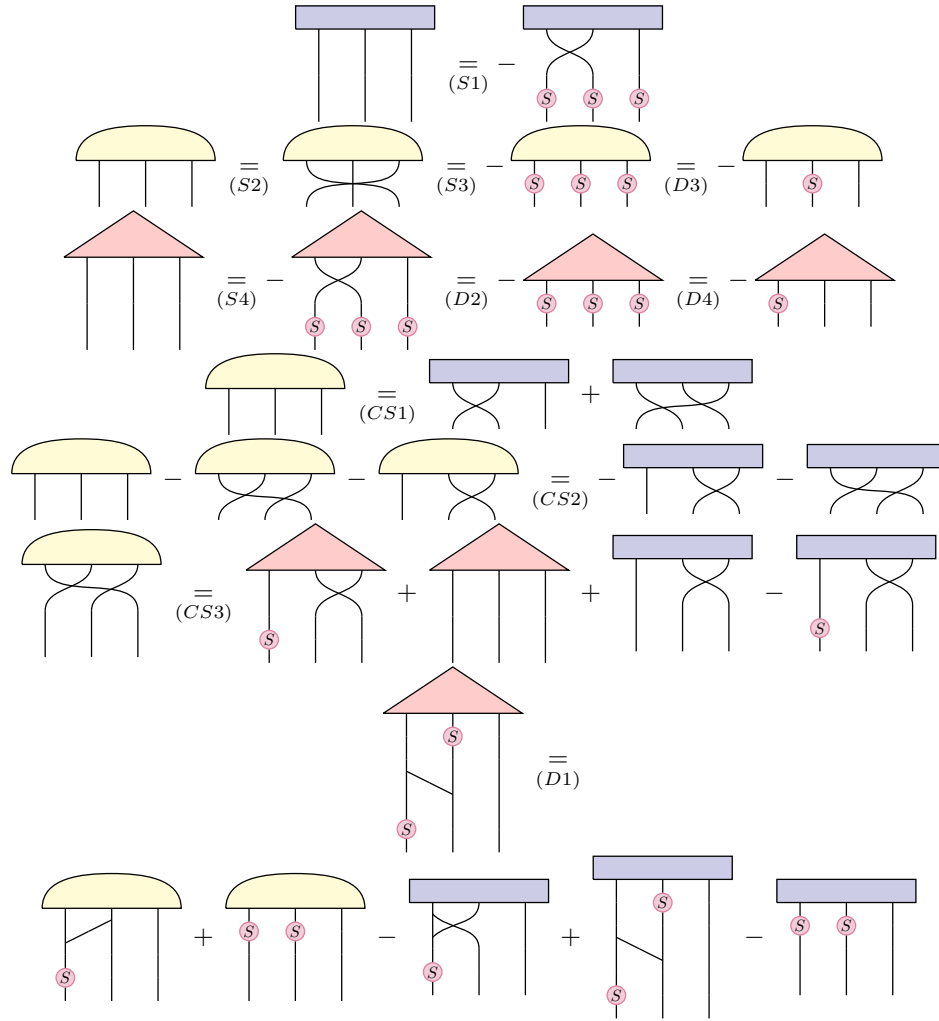 = − S S S
(S1)
= = − S S S = − S
(S2) (S3) (D3)
= − S S S = − S S S = − S
(S4) (D2) (D4)
= +
(CS1)
− − = − −
(CS2)
= S + + − S
(CS3)
S S =
(D1)
S + S S − S + S S − S S